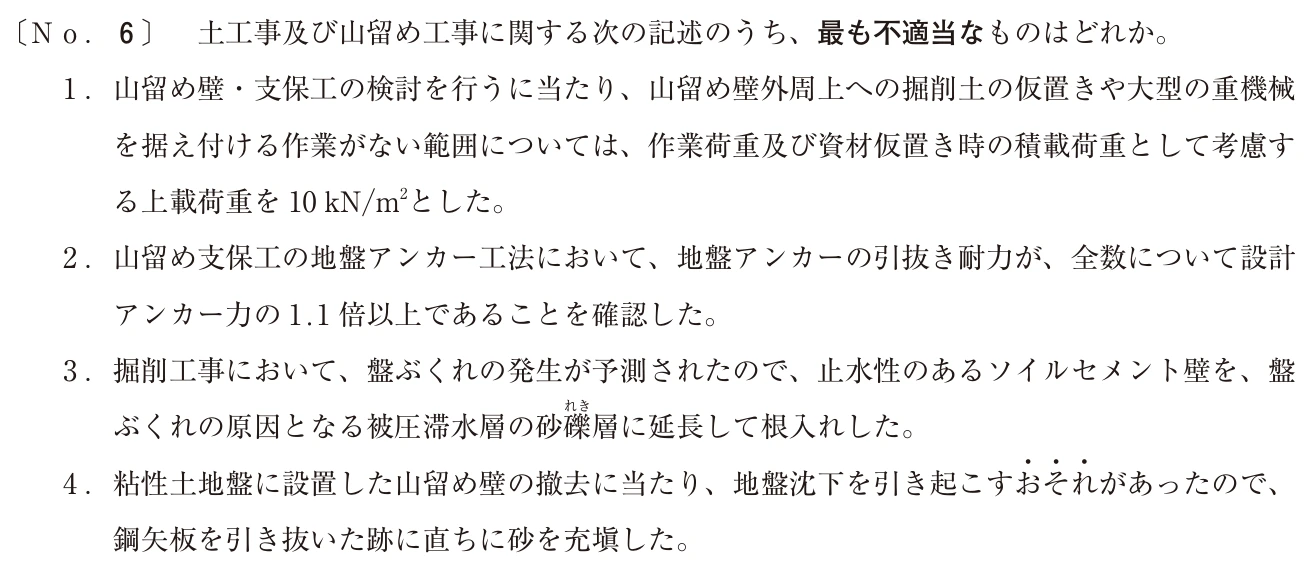 〔No. 6〕 土工事及び山留め工事に関する次の記述のうち、最も不適当なものはどれか。
1. 山留め壁・支保工の検討を行うに当たり、山留め壁外周上への掘削土の仮置きや大型の重機械
を据え付ける作業がない範囲については、作業荷重及び資材仮置き時の積載荷重として考慮す
る上載荷重を 10 kN/m²とした。
2. 山留め支保工の地盤アンカー工法において、地盤アンカーの引抜き耐力が、全数について設計
アンカー力の 1.1 倍以上であることを確認した。
3. 掘削工事において、盤ぶくれの発生が予測されたので、止水性のあるソイルセメント壁を、盤
れき
ぶくれの原因となる被圧滞水層の砂礫層に延長して根入れした。
4. 粘性土地盤に設置した山留め壁の撤去に当たり、地盤沈下を引き起こすおそれがあったので、
鋼矢板を引き抜いた跡に直ちに砂を充塡した。